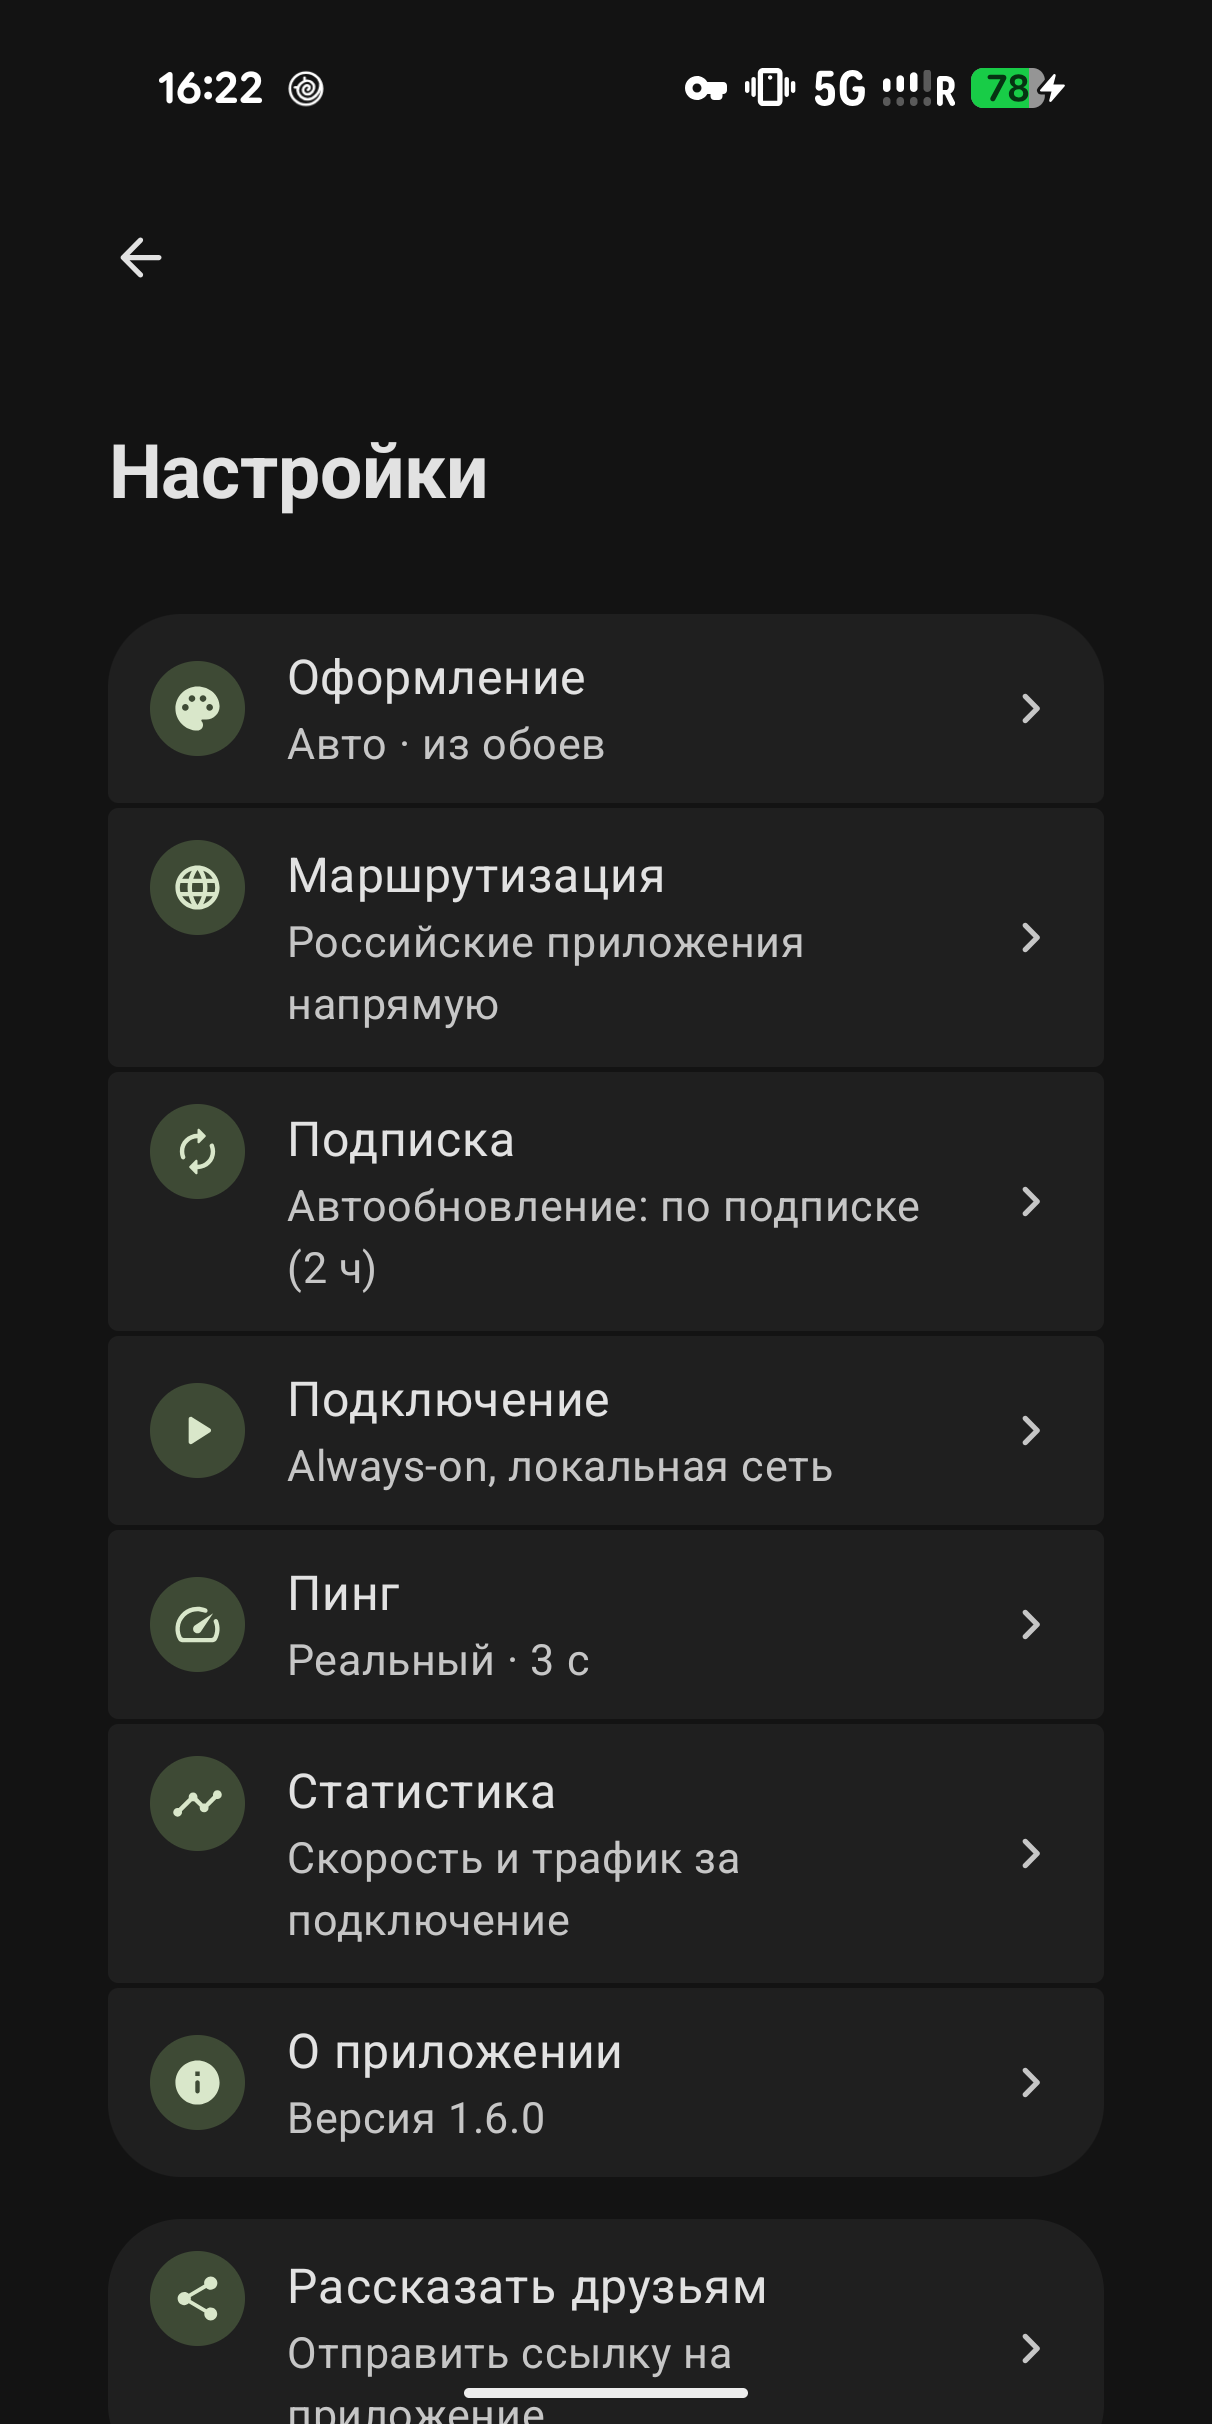 16:22
5G
R
78
Настройки
Оформление
Авто · из обоев
Маршрутизация
Российские приложения
напрямую
Подписка
Автообновление: по подписке
(2 ч)
Подключение
Always-on, локальная сеть
Пинг
Реальный · 3 с
Статистика
Скорость и трафик за
подключение
О приложении
Версия 1.6.0
Рассказать друзьям
Отправить ссылку на
приложение